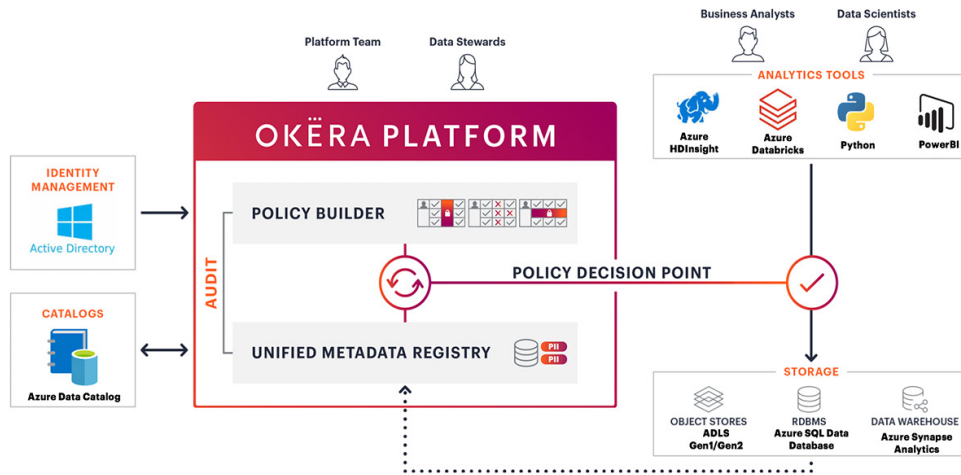 Platform Team
Data Stewards
Business Analysts
Data Scientists
ANALYTICS TOOLS
Azure
HDInsight
Azure
Databricks
Python
PowerBI
OKËRA PLATFORM
IDENTITY
MANAGEMENT
Active Directory
POLICY BUILDER
AUDIT
POLICY DECISION POINT
CATALOGS
Azure Data Catalog
UNIFIED METADATA REGISTRY
PII
PII
STORAGE
OBJECT STORES
ADLS
Gen1/Gen2
RDBMS
Azure SQL Data
Database
DATA WAREHOUSE
Azure Synapse
Analytics